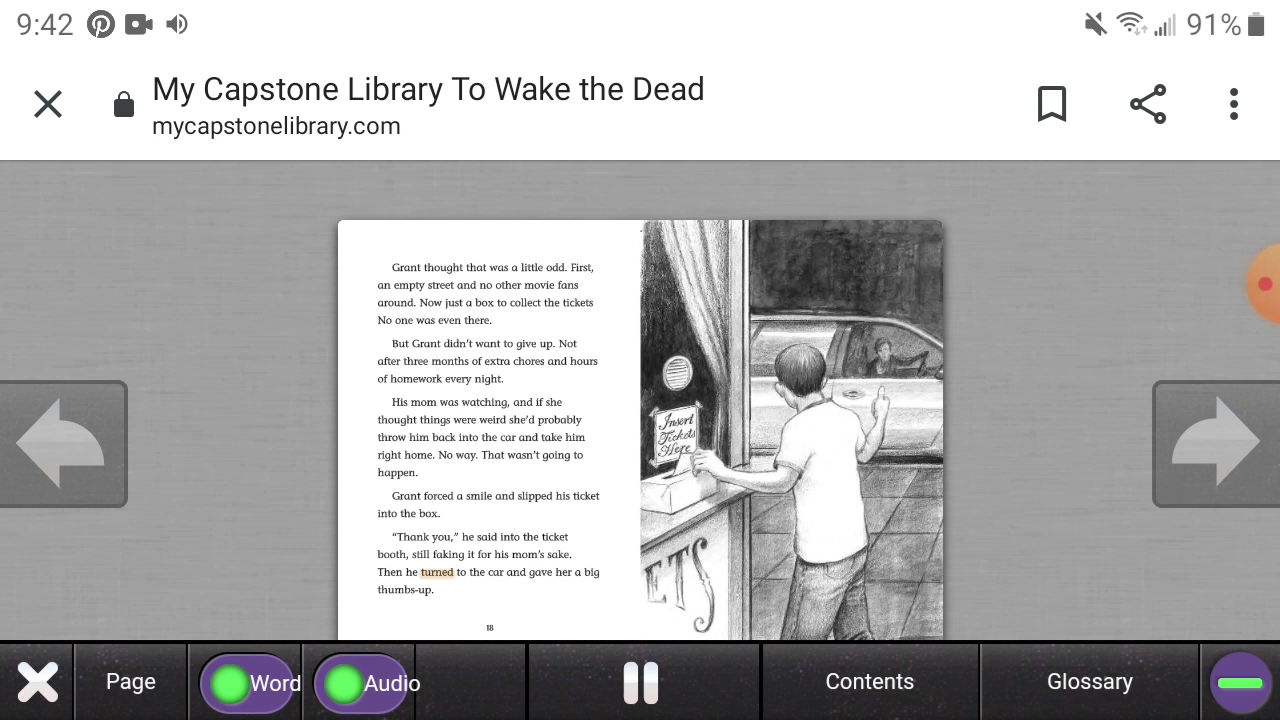 9:42
91%
My Capstone Library To Wake the Dead
mycapstonelibrary.com
Grant thought that was a little odd. First,
an empty street and no other movie fans
around. Now just a box to collect the tickets
No one was even there.
But Grant didn't want to give up. Not
after three months of extra chores and hours
of homework every night.
His mom was watching, and if she
thought things were weird she'd probably
throw him back into the car and take him
right home. No way. That wasn't going to
happen.
Grant forced a smile and slipped his ticket
into the box.
“Thank you,” he said into the ticket
booth, still faking it for his mom's sake.
Then he turned to the car and gave her a big
thumbs-up.
18
Insert
Tickets
Here
ETS
Page
Word
Audio
Contents
Glossary